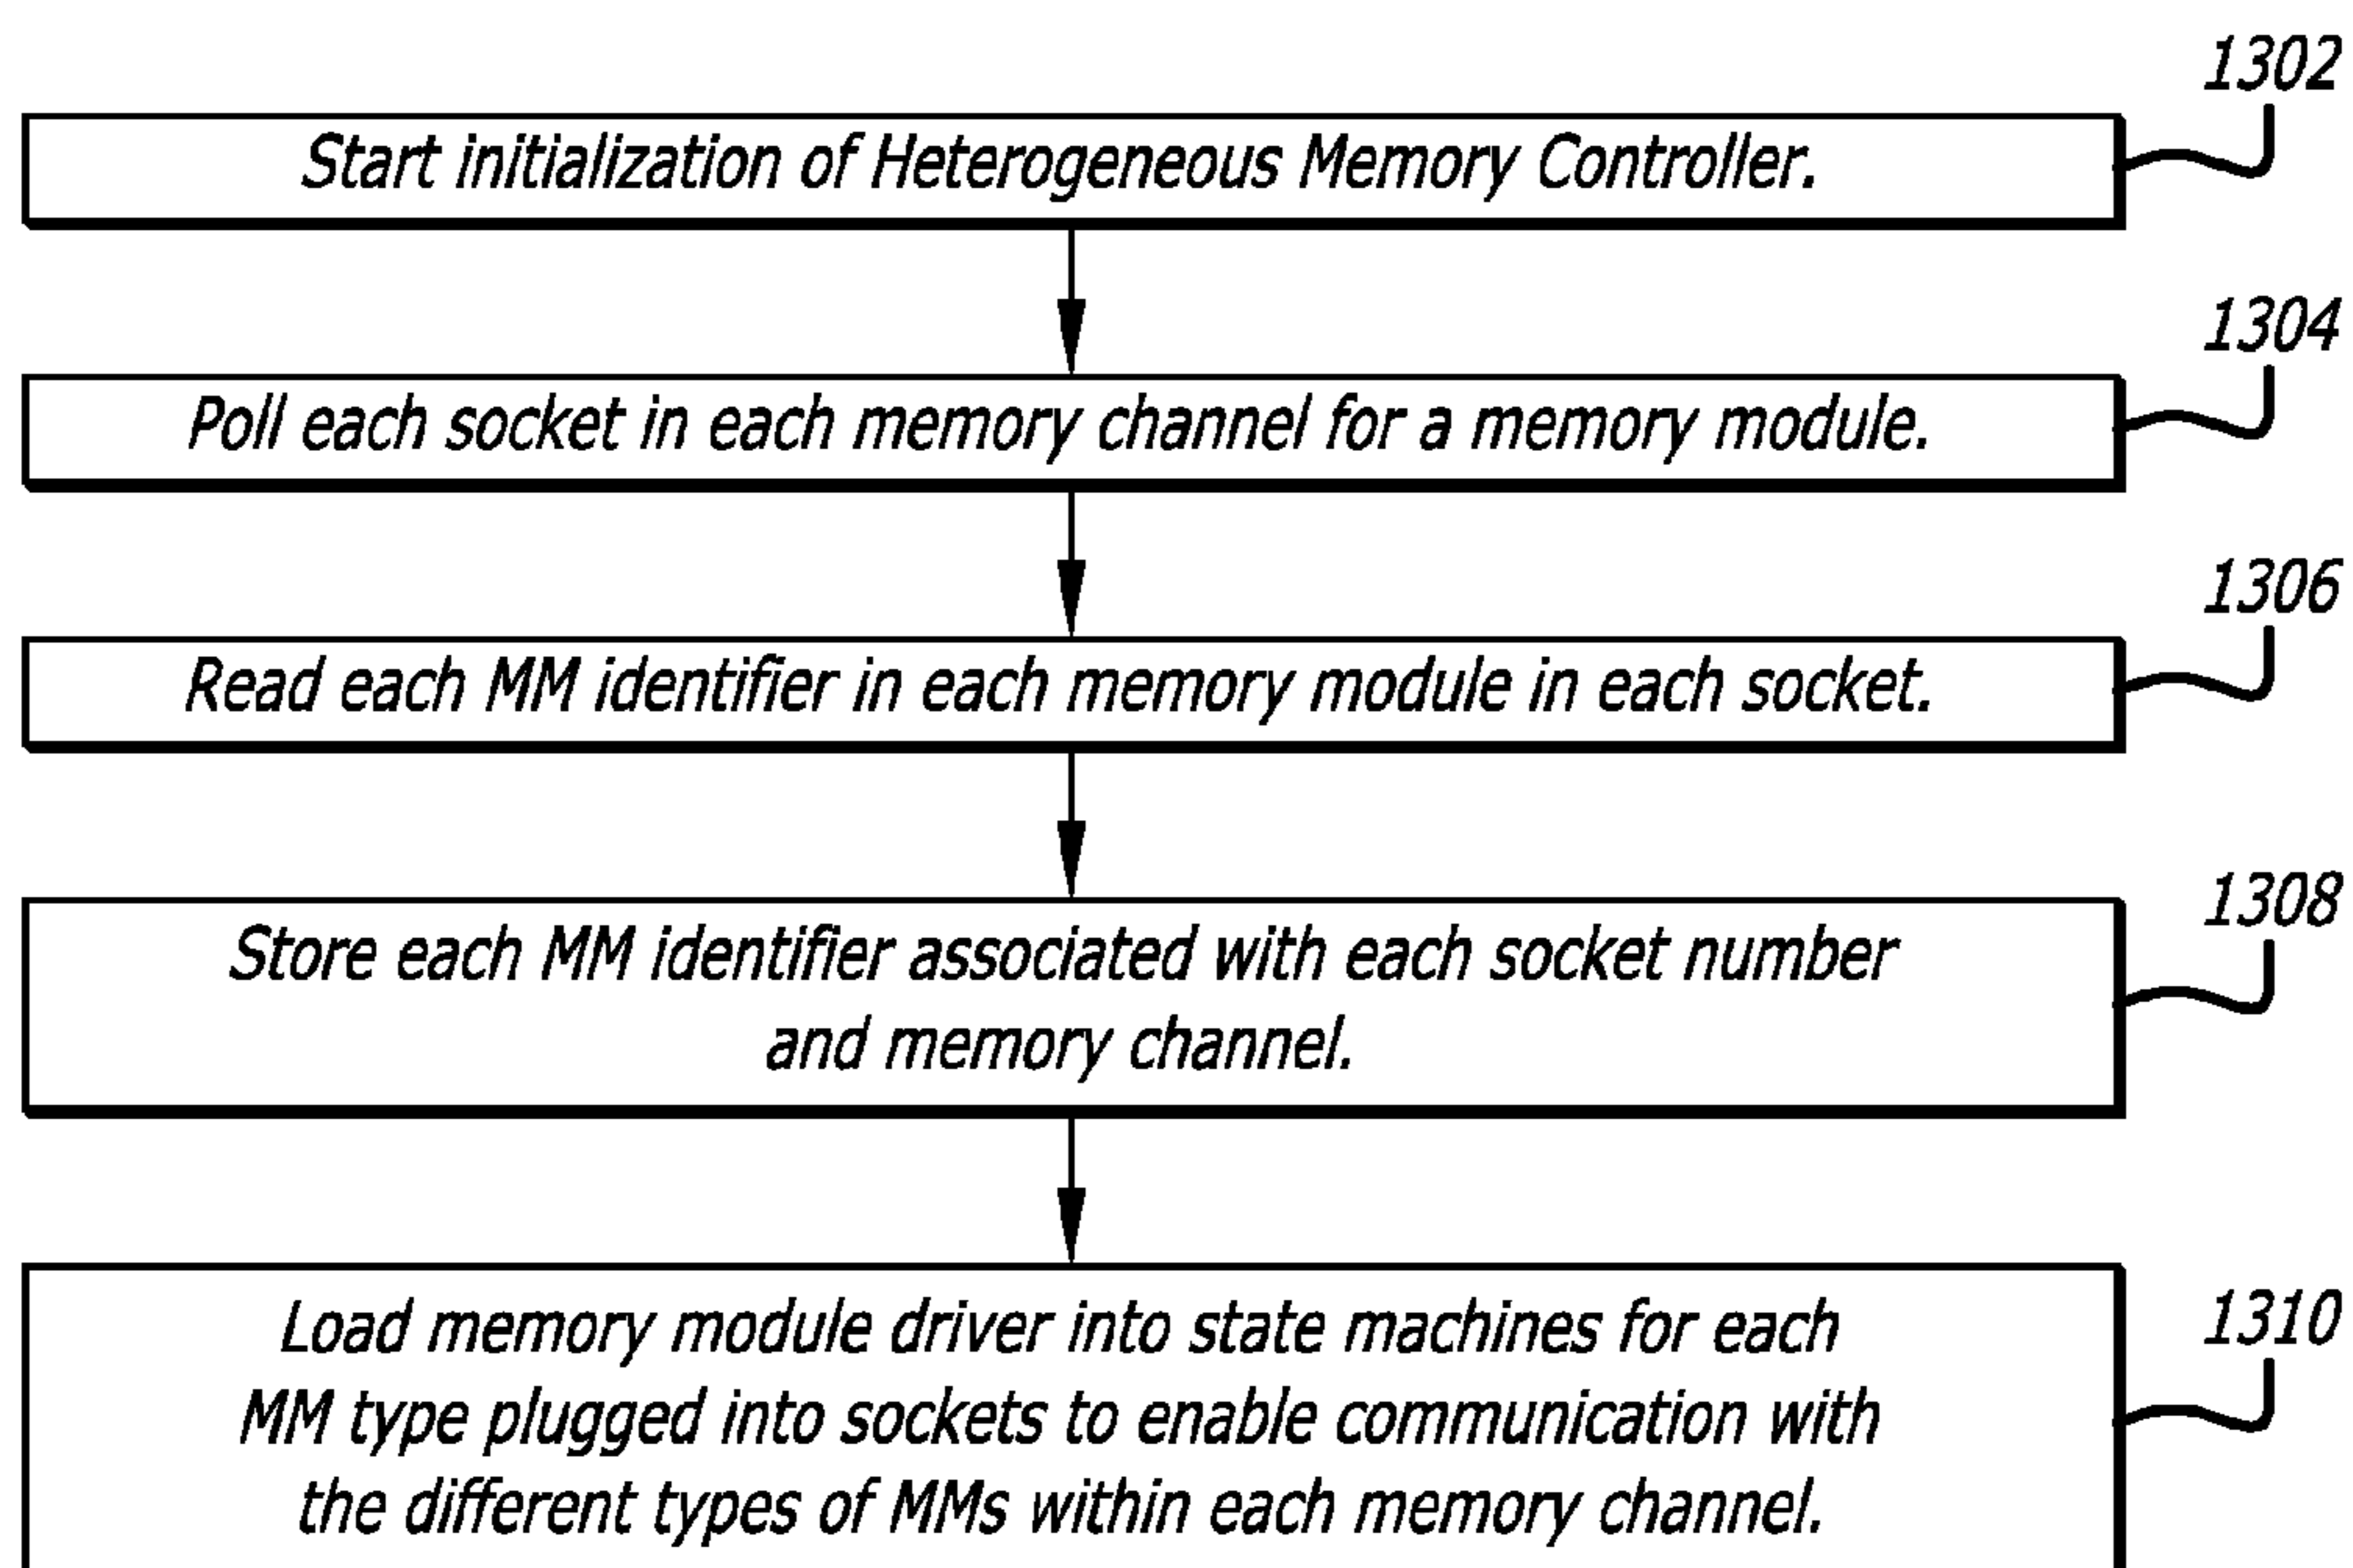 1302
Start initialization of Heterogeneous Memory Controller.
1304
Poll each socket in each memory channel for a memory module.
1306
Read each MM identifier in each memory module in each socket.
1308
Store each MM identifier associated with each socket number
and memory channel.
1310
Load memory module driver into state machines for each
MM type plugged into sockets to enable communication with
the different types of MMs within each memory channel.